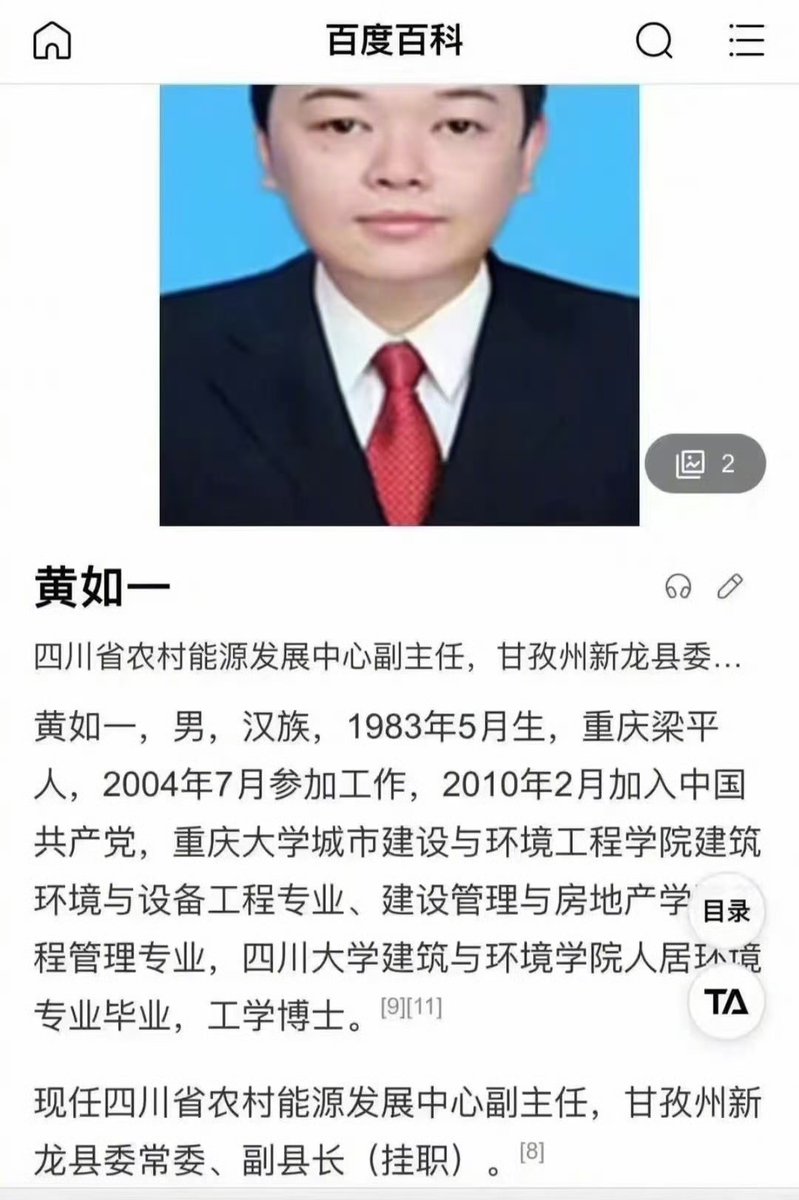 百度百科
2
黄如一
四川省农村能源发展中心副主任，甘孜州新龙县委…
黄如一，男，汉族，1983年5月生，重庆梁平
人，2004年7月参加工作，2010年2月加入中国
共产党，重庆大学城市建设与环境工程学院建筑
环境与设备工程专业、建设管理与房地产学
程管理专业，四川大学建筑与环境学院人居环境
专业毕业，工学博士。[9][11]
目录
TA
现任四川省农村能源发展中心副主任，甘孜州新
龙县委常委、副县长（挂职）。[8]